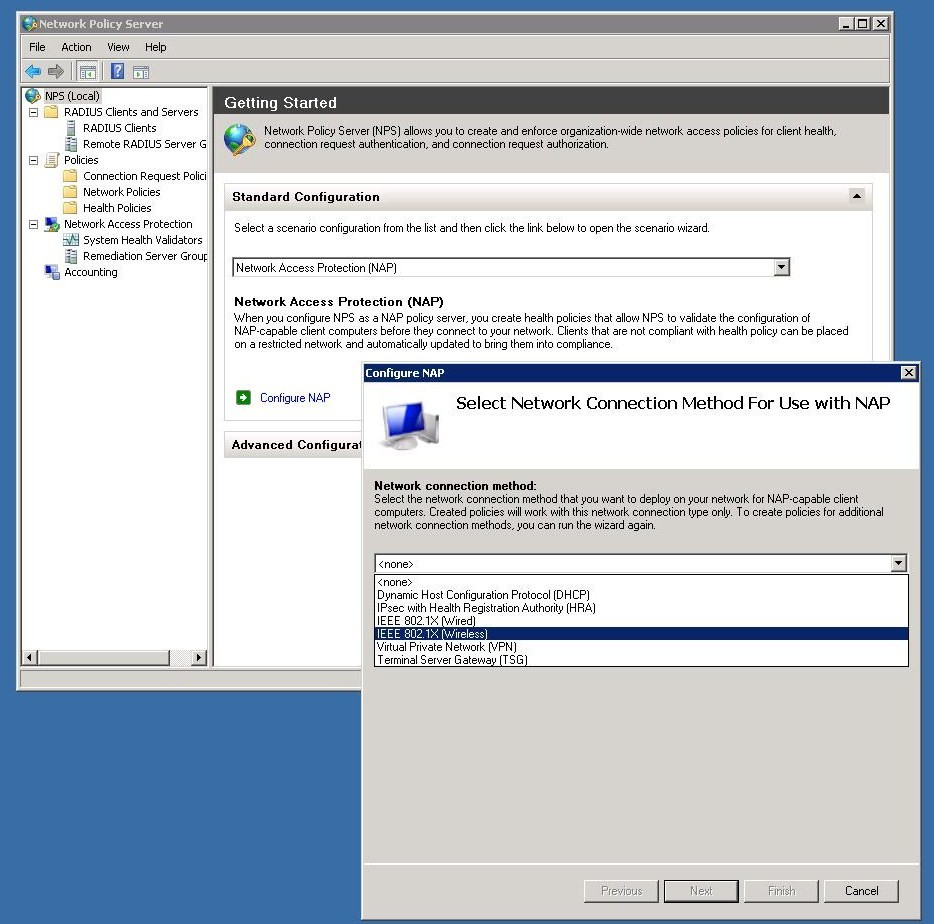 Network Policy Server
File Action View Help
NPS (Local)
RADIUS Clients and Servers
RADIUS Clients
Remote RADIUS Server G
Policies
Connection Request Polici
Network Policies
Health Policies
Network Access Protection
System Health Validators
Remediation Server Group
Accounting
Getting Started
Network Policy Server (NPS) allows you to create and enforce organization-wide network access policies for client health,
connection request authentication, and connection request authorization.
Standard Configuration
Select a scenario configuration from the list and then click the link below to open the scenario wizard.
Network Access Protection (NAP)
Network Access Protection (NAP)
When you configure NPS as a NAP policy server, you create health policies that allow NPS to validate the configuration of
NAP-capable client computers before they connect to your network. Clients that are not compliant with health policy can be placed
on a restricted network and automatically updated to bring them into compliance.
Configure NAP
Advanced Configurat
Configure NAP
Select Network Connection Method For Use with NAP
Network connection method:
Select the network connection method that you want to deploy on your network for NAP-capable client
computers. Created policies will work with this network connection type only. To create policies for additional
network connection methods, you can run the wizard again.
<none>
<none>
Dynamic Host Configuration Protocol (DHCP)
IPsec with Health Registration Authority (HRA)
IEEE 802.1X (Wired)
IEEE 802.1X (Wireless)
Virtual Private Network (VPN)
Terminal Server Gateway (TSG)
Previous Next Finish Cancel